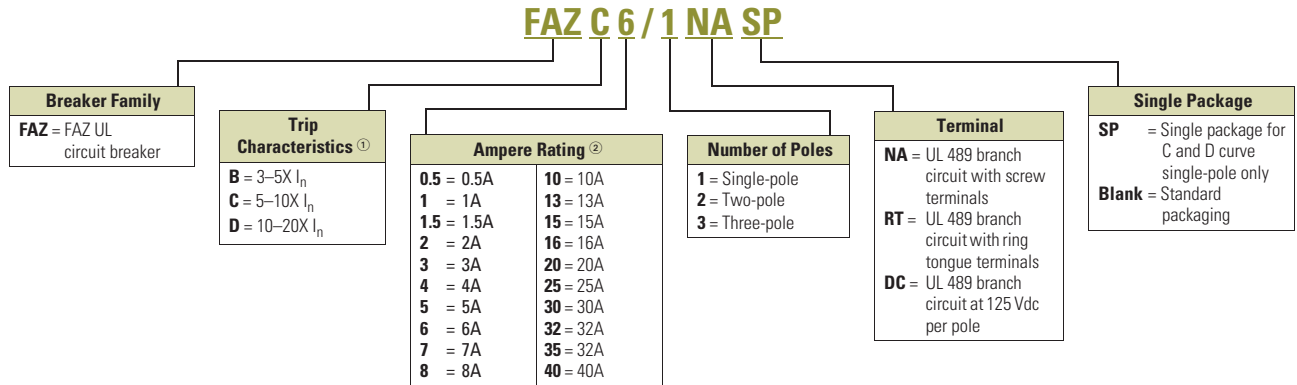 FAZ C 6 / 1 NA SP
Breaker Family
FAZ = FAZ UL
circuit breaker
Trip
Characteristics ①
B = 3–5X In
C = 5–10X In
D = 10–20X In
Ampere Rating ②
0.5 = 0.5A
1 = 1A
1.5 = 1.5A
2 = 2A
3 = 3A
4 = 4A
5 = 5A
6 = 6A
7 = 7A
8 = 8A
10 = 10A
13 = 13A
15 = 15A
16 = 16A
20 = 20A
25 = 25A
30 = 30A
32 = 32A
35 = 32A
40 = 40A
Number of Poles
1 = Single-pole
2 = Two-pole
3 = Three-pole
Terminal
NA = UL 489 branch
circuit with screw
terminals
RT = UL 489 branch
circuit with ring
tongue terminals
DC = UL 489 branch
circuit at 125 Vdc
per pole
Single Package
SP = Single package for
C and D curve
single-pole only
Blank = Standard
packaging